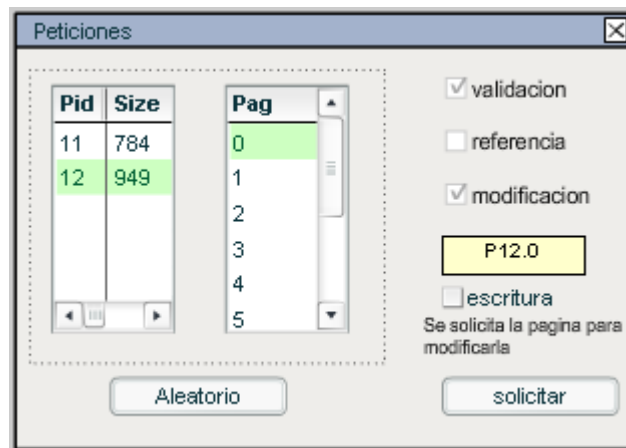 Peticiones
Pid Size
11 784
12 949
Pag
0
1
2
3
4
5
validacion
referencia
modificacion
P12.0
escritura
Se solicita la pagina para
modificarla
Aleatorio
solicitar